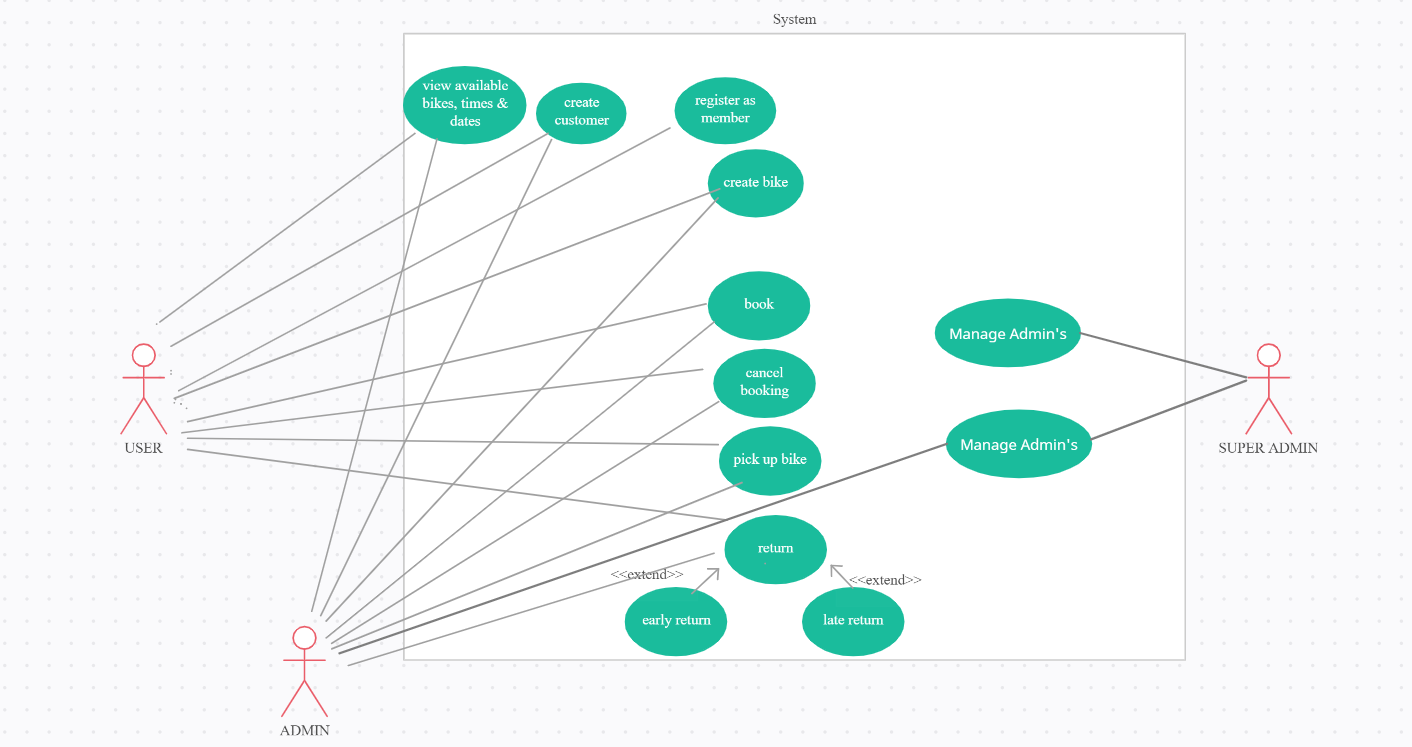 System
view available
bikes, times &
dates
create
customer
register as
member
create bike
book
Manage Admin's
cancel
booking
USER
SUPER ADMIN
Manage Admin's
pick up bike
return
<<extend>>
<<extend>>
early return
late return
ADMIN